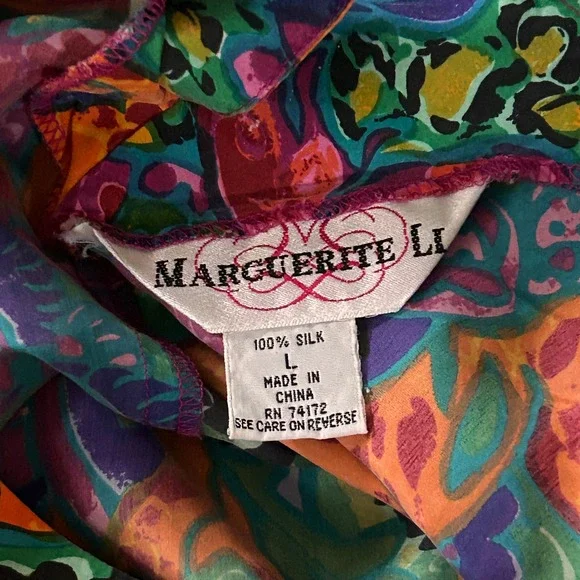 MARGUERITE LI
100% SILK
L
MADE IN
CHINA
RN 74172
SEE CARE ON REVERSE